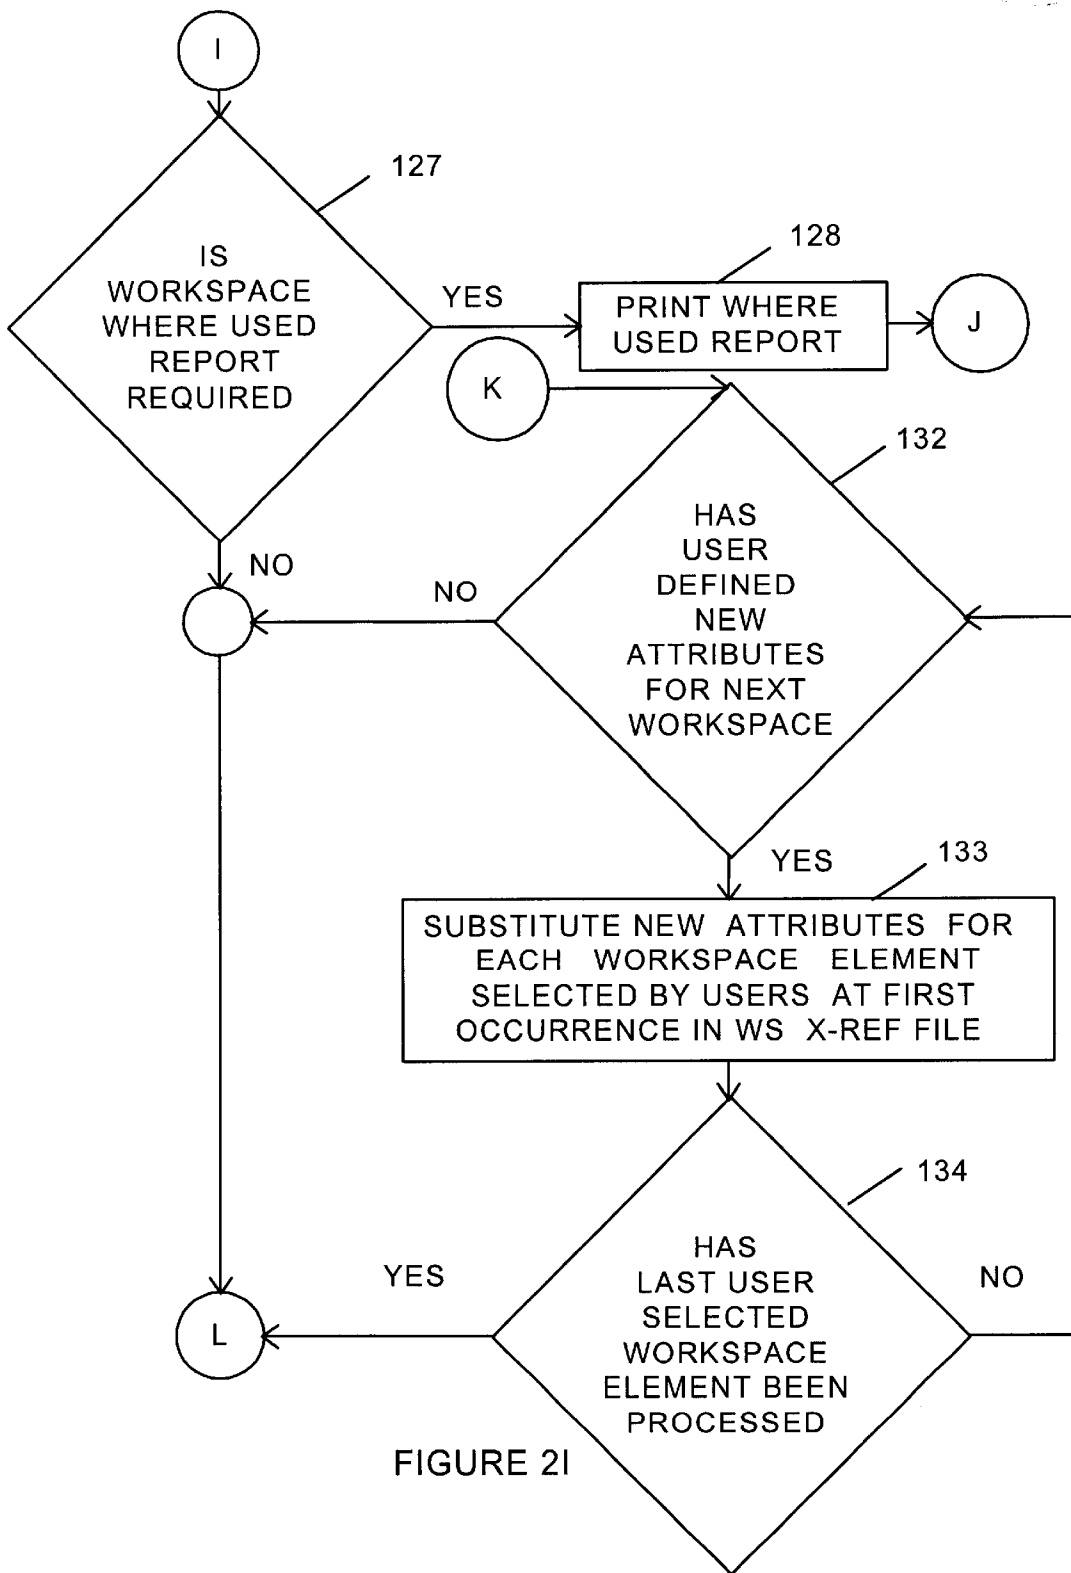 I
127
IS
WORKSPACE
WHERE USED
REPORT
REQUIRED
YES
128
PRINT WHERE
USED REPORT
J
K
132
HAS
USER
DEFINED
NEW
ATTRIBUTES
FOR NEXT
WORKSPACE
NO
NO
YES
133
SUBSTITUTE NEW ATTRIBUTES FOR
EACH WORKSPACE ELEMENT
SELECTED BY USERS AT FIRST
OCCURRENCE IN WS X-REF FILE
134
HAS
LAST USER
SELECTED
WORKSPACE
ELEMENT BEEN
PROCESSED
YES
NO
L
FIGURE 2I